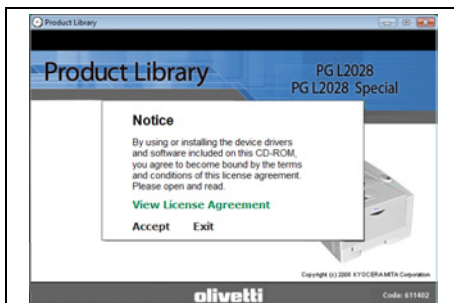 Product Library
Product Library
PG L2028
PG L2028 Special
Notice
By using or installing the device drivers
and software included on this CD-ROM,
you agree to become bound by the terms
and conditions of this license agreement.
Please open and read.
View License Agreement
Accept Exit
Copyright (c) 2008 KYOCERA MITA Corporation
olivetti
Code: 611402